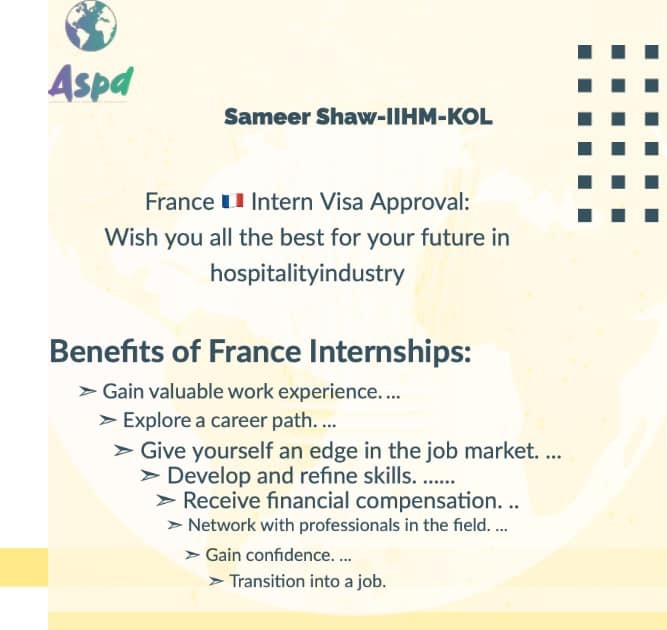 Aspd
Sameer Shaw-IIHM-KOL
France 🇫🇷 Intern Visa Approval:
Wish you all the best for your future in
hospitalityindustry
Benefits of France Internships:
➣ Gain valuable work experience. ...
➣ Explore a career path. ...
➣ Give yourself an edge in the job market. ...
➣ Develop and refine skills. ......
➣ Receive financial compensation. ..
➣ Network with professionals in the field. ...
➣ Gain confidence. ...
➣ Transition into a job.